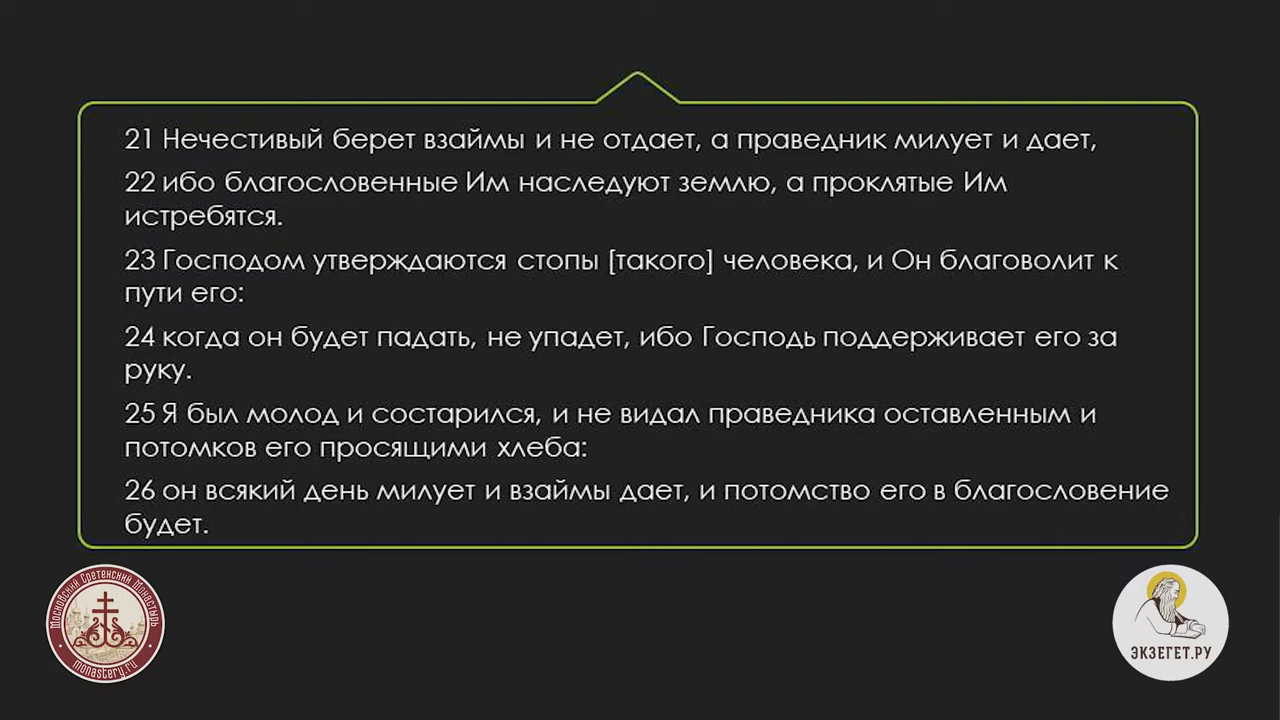 21 Нечестивый берет взаймы и не отдает, а праведник милует и дает,
22 ибо благословенные Им наследуют землю, а проклятые Им
истребятся.
23 Господом утверждаются стопы [такого] человека, и Он благоволит к
пути его:
24 когда он будет падать, не упадет, ибо Господь поддерживает его за
руку.
25 Я был молод и состарился, и не видал праведника оставленным и
потомков его просящими хлеба:
26 он всякий день милует и взаймы дает, и потомство его в благословение
будет.
Московский Сретенский Монастырь
monastery.ru
ЭКЗЕГЕТ.РУ